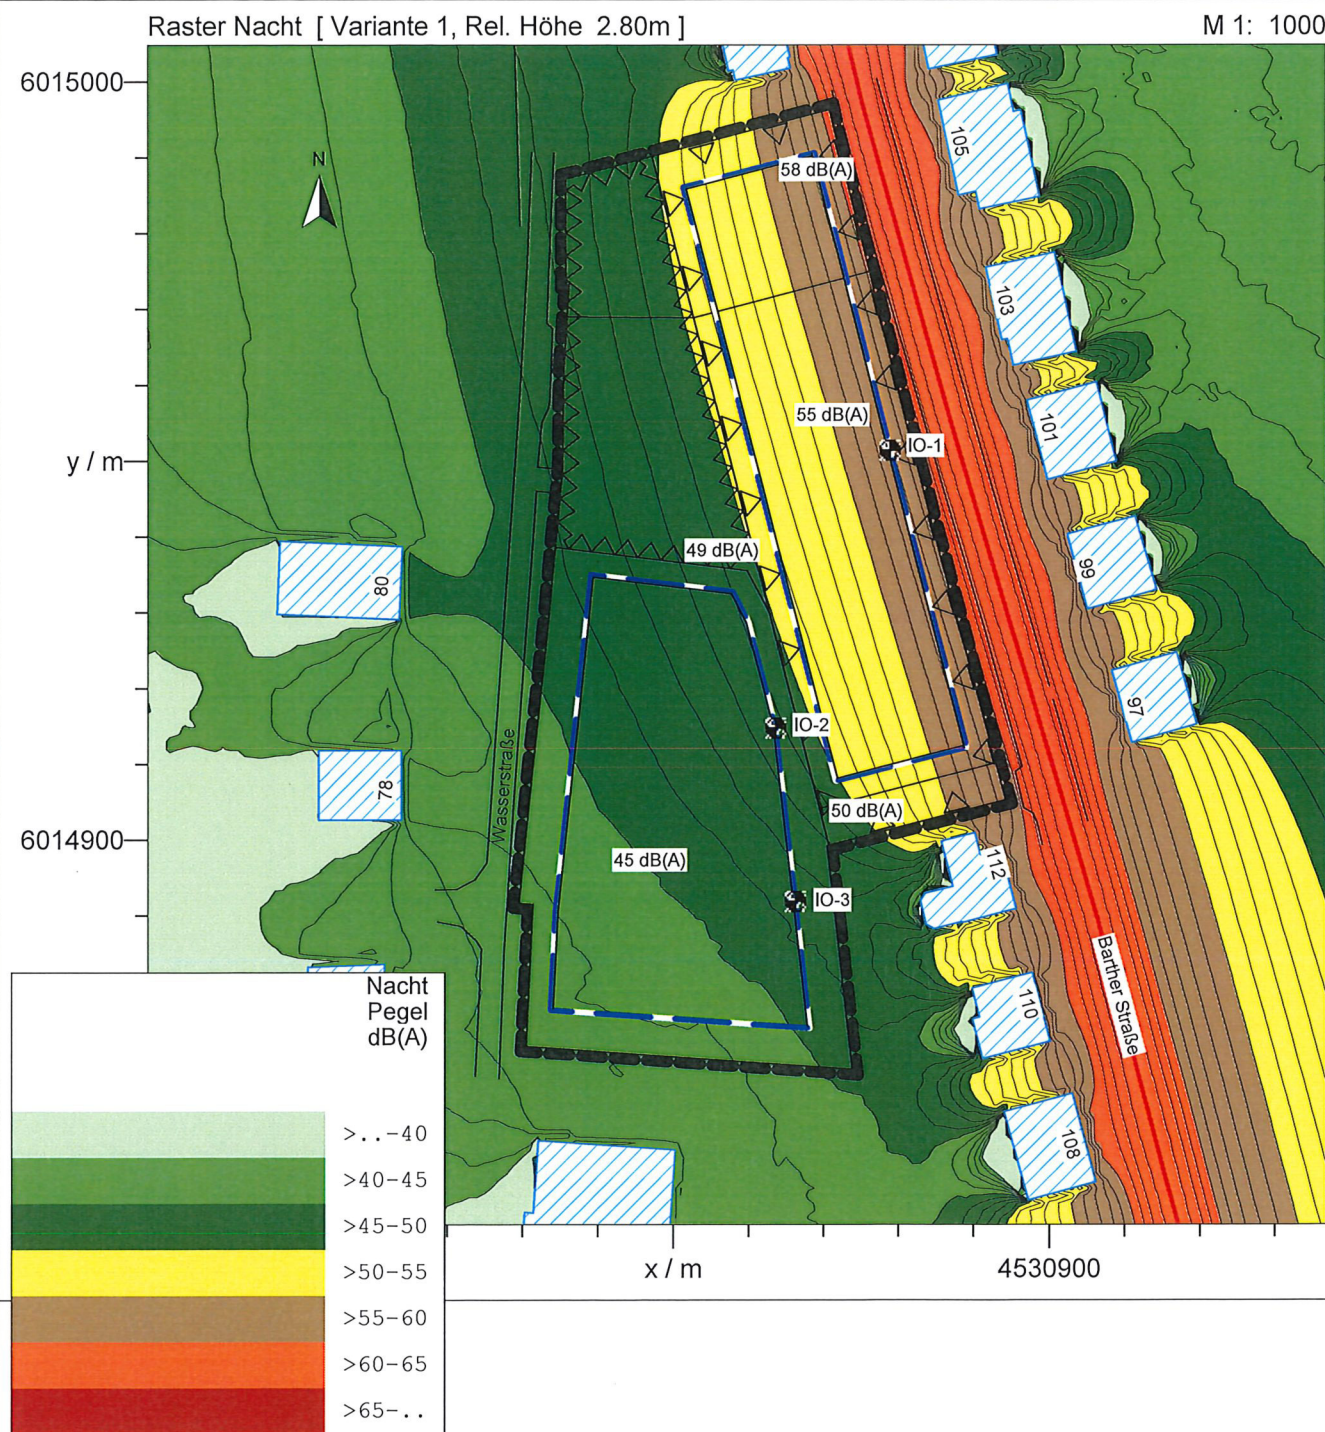 Raster Nacht [ Variante 1, Rel. Höhe 2.80m ]
M 1: 1000
6015000
N
105
58 dB(A)
103
55 dB(A)
IO-1
101
y / m
49 dB(A)
99
80
97
IO-2
Wasserstraße
78
50 dB(A)
6014900
45 dB(A)
112
IO-3
Barther Straße
110
108
x / m
4530900
Nacht
Pegel
dB(A)
>..-40
>40-45
>45-50
>50-55
>55-60
>60-65
>65-..